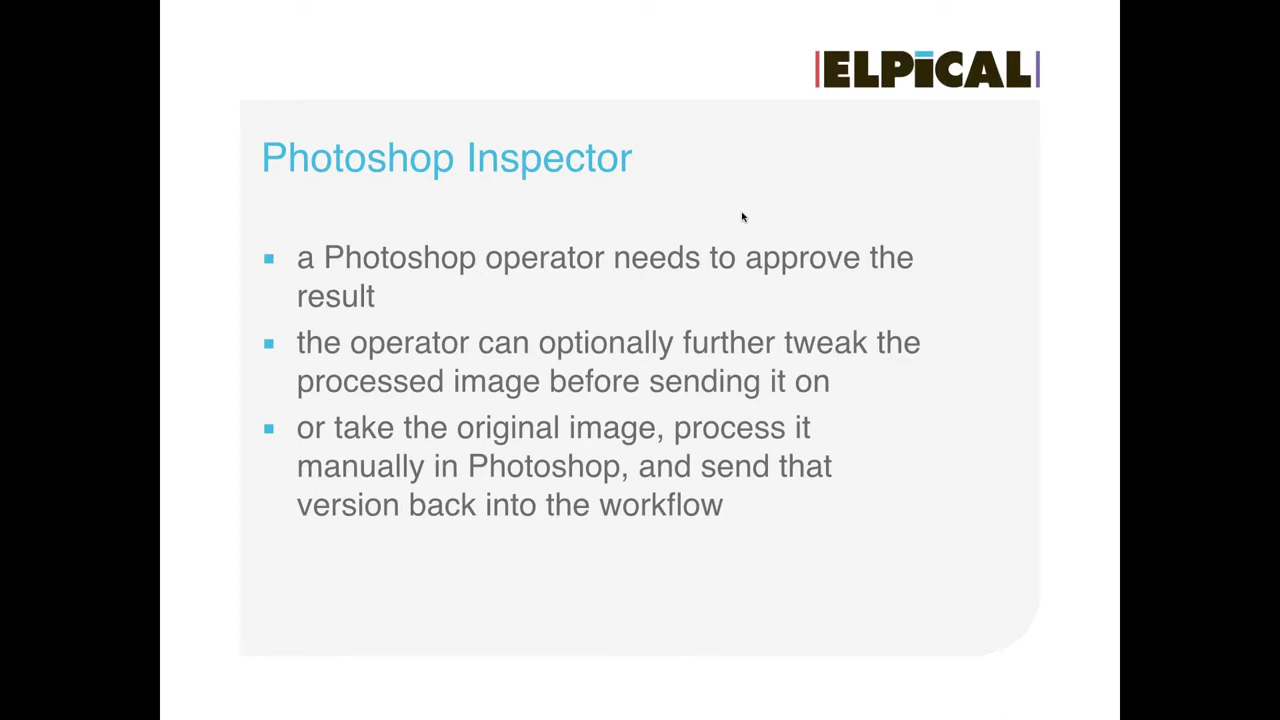 ELPiCAL
Photoshop Inspector
a Photoshop operator needs to approve the
result
the operator can optionally further tweak the
processed image before sending it on
or take the original image, process it
manually in Photoshop, and send that
version back into the workflow